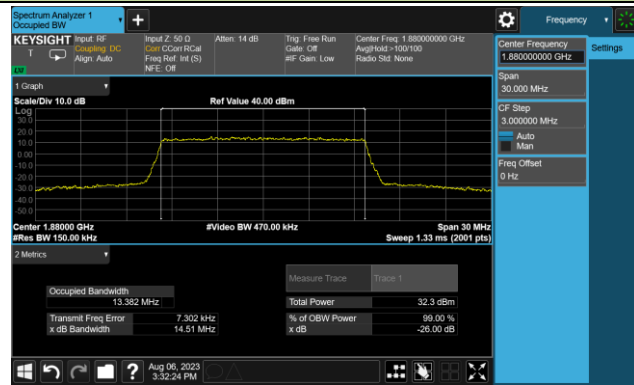 Spectrum Analyzer 1
Occupied BW
+
Frequency
KEYSIGHT
Input: RF
Coupling: DC
Align: Auto
Input Z: 50 Ω
Corr CCorr RCal
Freq Ref: Int (S)
NFE: Off
Atten: 14 dB
Trig: Free Run
Gate: Off
#IF Gain: Low
Center Freq: 1.880000000 GHz
Avg|Hold:>100/100
Radio Std: None
Center Frequency
1.880000000 GHz
Settings
Span
30.000 MHz
CF Step
3.000000 MHz
Auto
Man
Freq Offset
0 Hz
1 Graph
Scale/Div 10.0 dB
Ref Value 40.00 dBm
Log
30.0
20.0
10.0
0.00
-10.0
-20.0
-30.0
-40.0
-50.0
Center 1.88000 GHz
#Video BW 470.00 kHz
Span 30 MHz
#Res BW 150.00 kHz
Sweep 1.33 ms (2001 pts)
2 Metrics
Measure Trace
Trace 1
Occupied Bandwidth
13.382 MHz
Total Power
32.3 dBm
Transmit Freq Error
7.302 kHz
% of OBW Power
99.00 %
x dB Bandwidth
14.51 MHz
x dB
-26.00 dB
?
Aug 06, 2023
3:32:24 PM